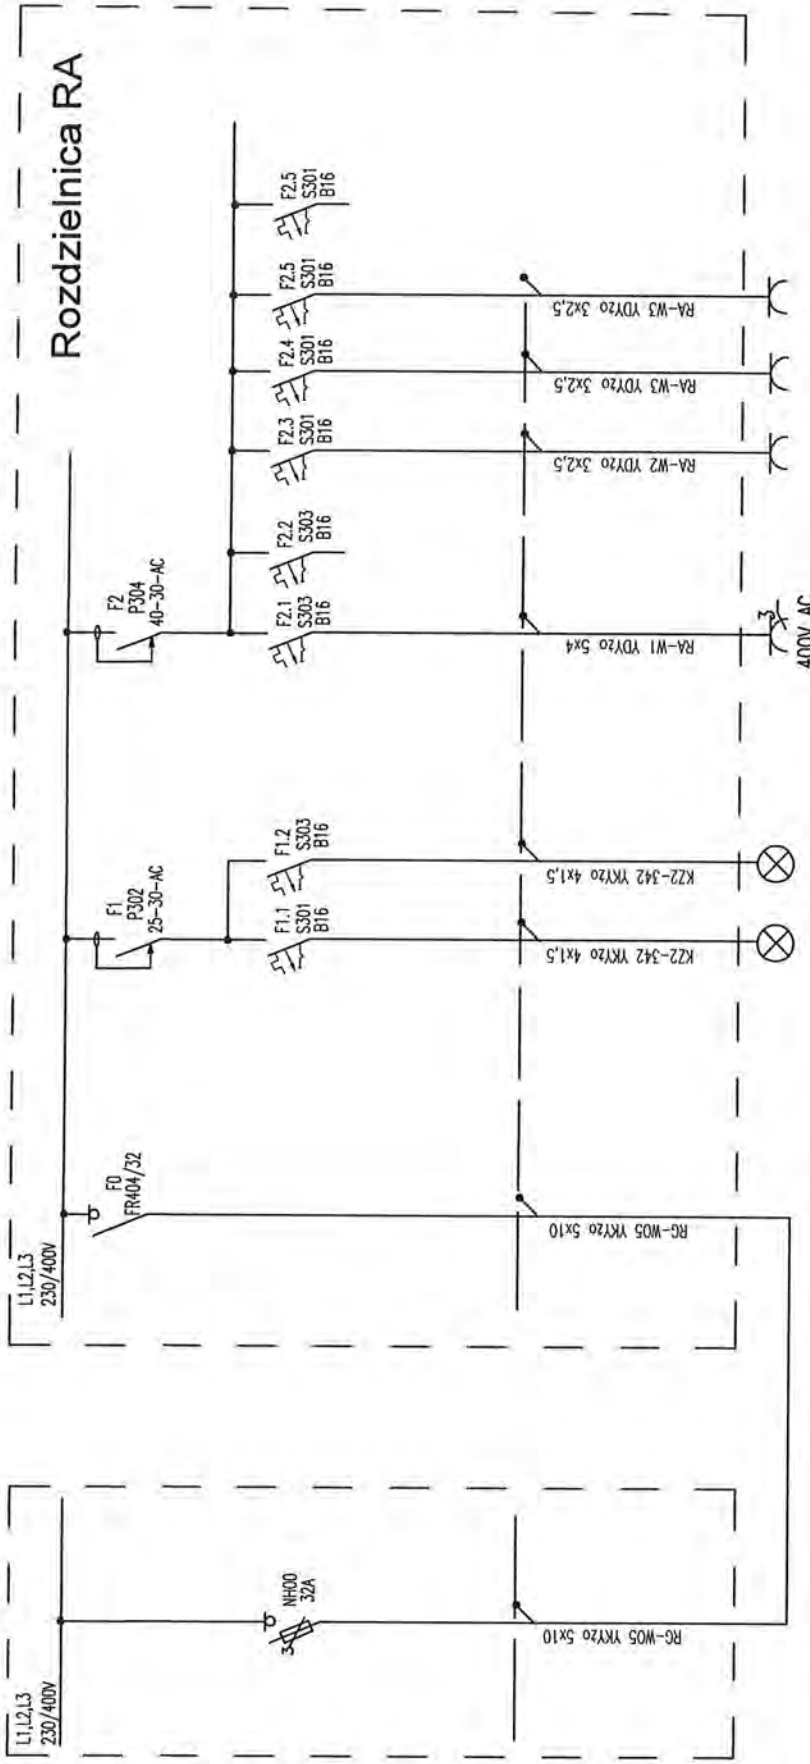 Rozdzielnica RA
L1,L2,L3
230/400V
NH00
32A
3
RG-W05 YKYżo 5x10
L1,L2,L3
230/400V
F0
FR404/32
RG-W05 YKYżo 5x10
F1
P302
25-30-AC
F1.1
S301
B16
KZ2-342 YKYżo 4x1,5
F1.2
S303
B16
KZ2-342 YKYżo 4x1,5
F2
P304
40-30-AC
F2.1
S303
B16
RA-W1 YDYżo 5x4
3
400V AC
F2.2
S303
B16
F2.3
S301
B16
RA-W2 YDYżo 3x2,5
F2.4
S301
B16
RA-W3 YDYżo 3x2,5
F2.5
S301
B16
RA-W3 YDYżo 3x2,5
F2.5
S301
B16